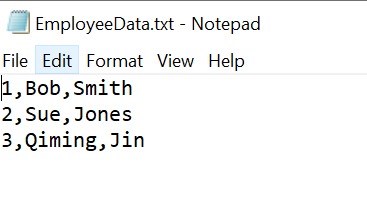 EmployeeData.txt - Notepad
File Edit Format View Help
1,Bob,Smith
2,Sue,Jones
3,Qiming,Jin